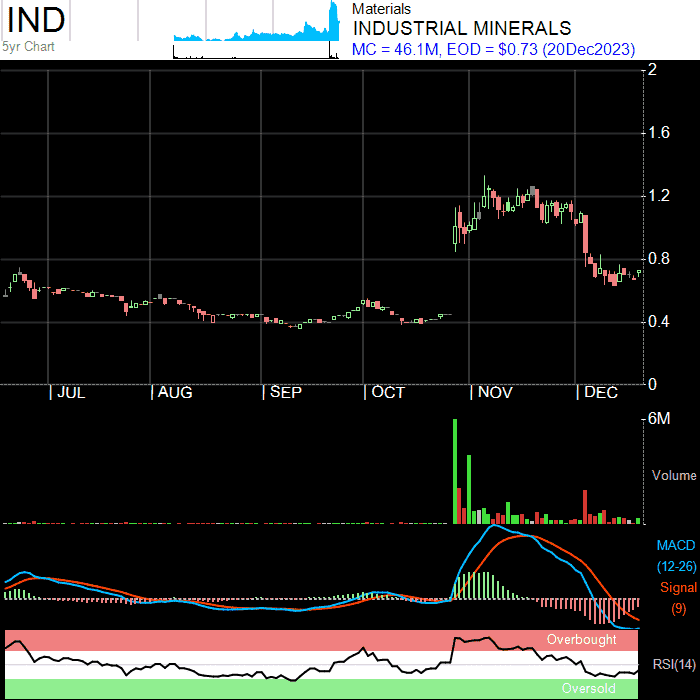 IND
5yr Chart
Materials
INDUSTRIAL MINERALS
MC = 46.1M, EOD = $0.73 (20Dec2023)
2
1.6
1.2
0.8
0.4
0
JUL AUG SEP OCT NOV DEC
6M
Volume
MACD
(12-26)
Signal
(9)
Overbought
RSI(14)
Oversold